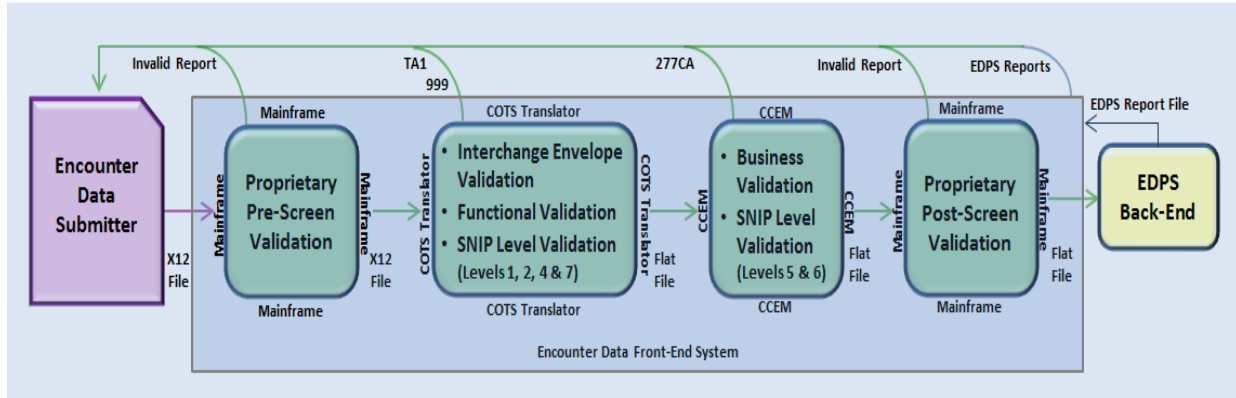 Invalid Report
TA1
999
277CA
Invalid Report
EDPS Reports
EDPS Report File
Encounter
Data
Submitter
X12
File
Mainframe
Mainframe
Proprietary
Pre-Screen
Validation
Mainframe
Mainframe
X12
File
COTS Translator
COTS Translator
• Interchange Envelope
Validation
• Functional Validation
• SNIP Level Validation
(Levels 1, 2, 4 & 7)
COTS Translator
COTS Translator
Flat
File
CCEM
CCEM
• Business
Validation
• SNIP Level
Validation
(Levels 5 & 6)
CCEM
CCEM
Flat
File
Mainframe
Mainframe
Proprietary
Post-Screen
Validation
Mainframe
Mainframe
Flat
File
EDPS
Back-End
Encounter Data Front-End System